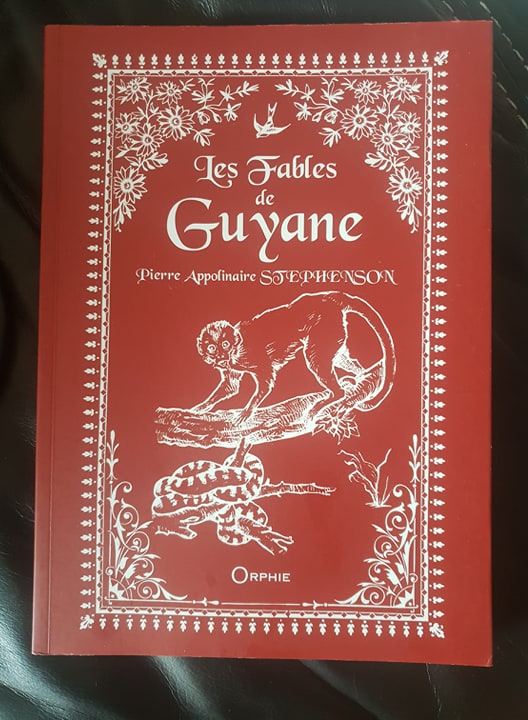 Les Fables
de
Guyane
Pierre Appolinaire STEPHENSON
ORPHIE